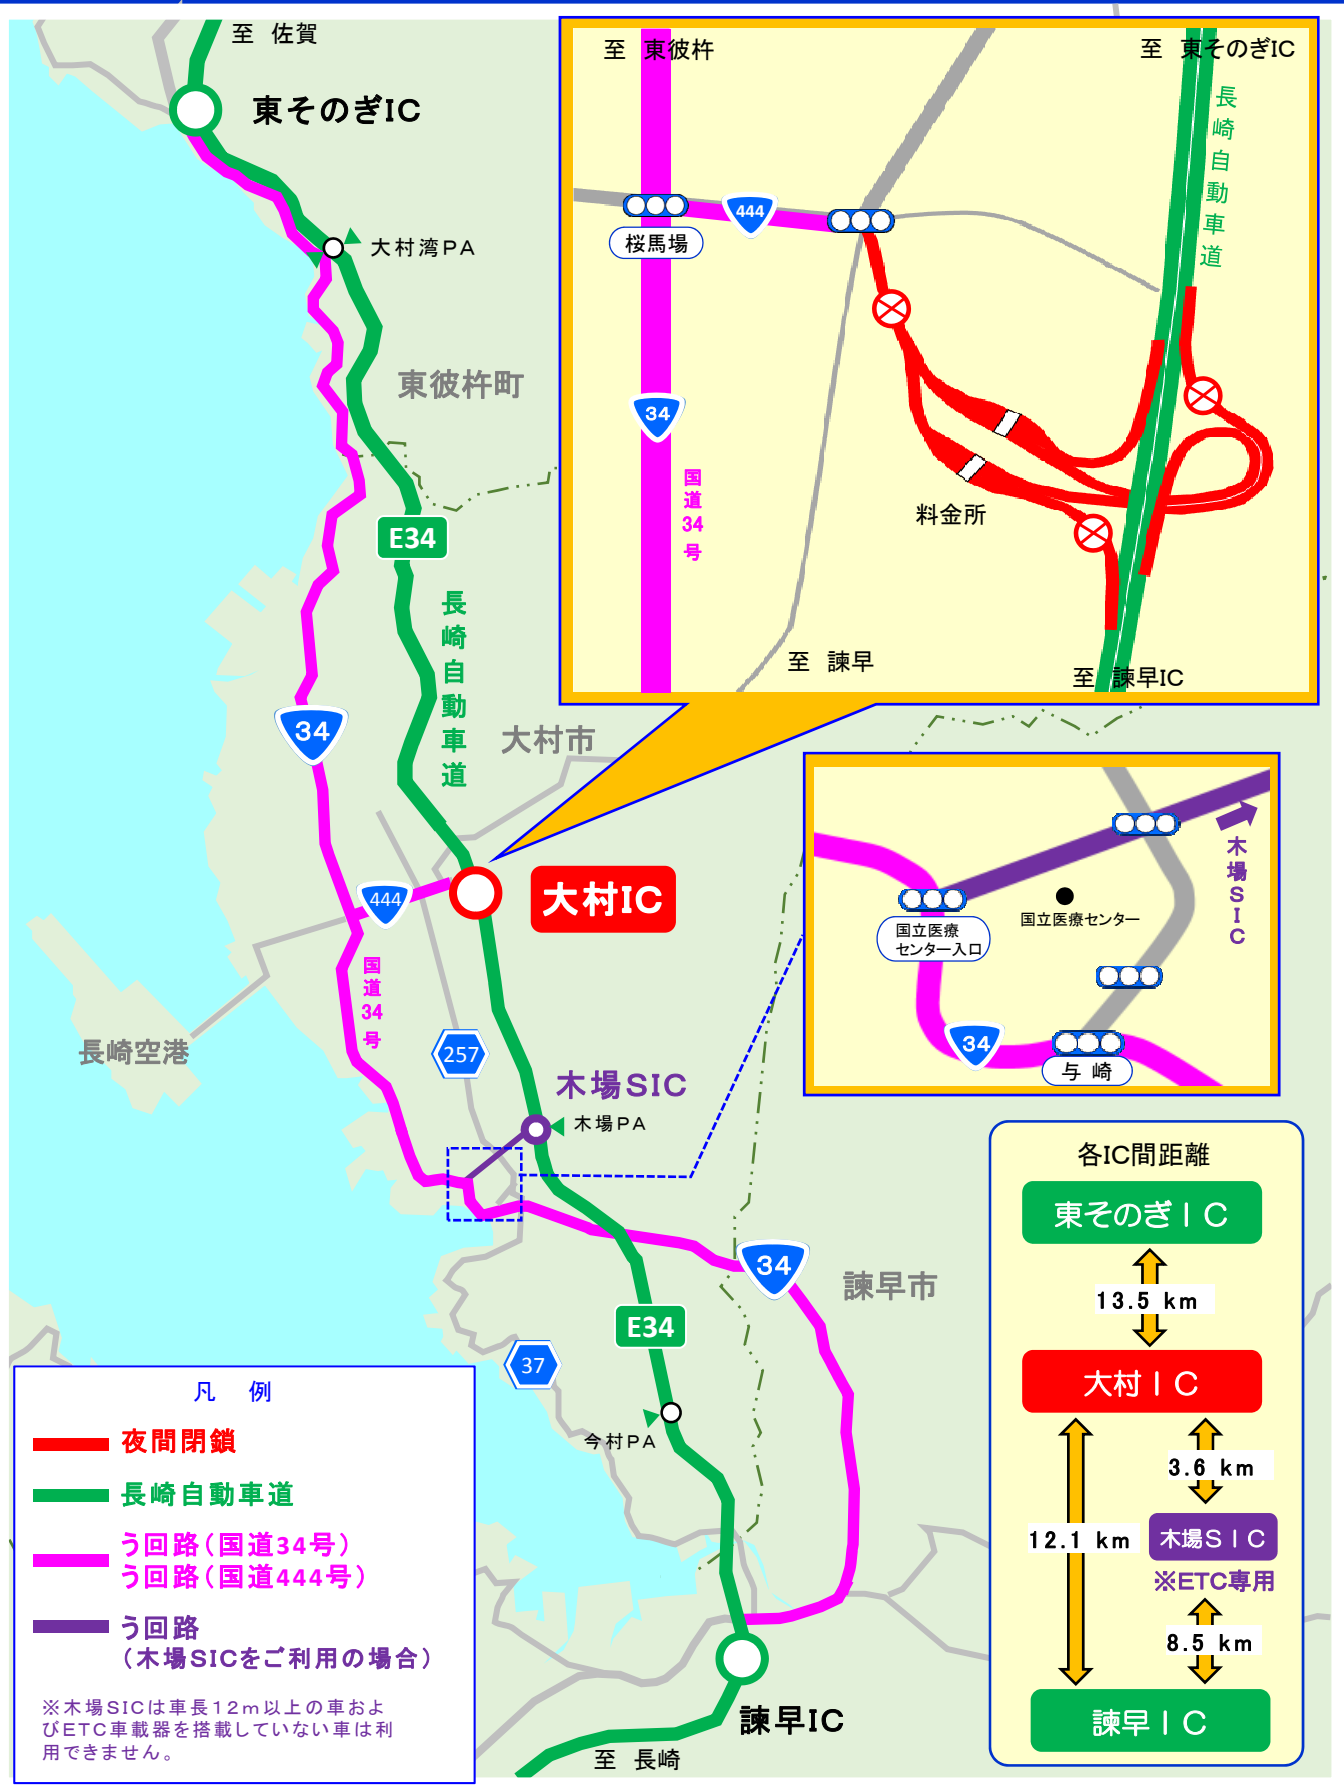 至 佐賀
東そのぎIC
大村湾PA
東彼杵町
E34
長崎自動車道
34
大村市
444
大村IC
国道34号
長崎空港
257
木場SIC
木場PA
34
諫早市
E34
37
今村PA
諫早IC
至 長崎
至 東彼杵
至 東そのぎIC
長崎自動車道
444
桜馬場
34
国道34号
料金所
至 諫早
至 諫早IC
木場SIC
国立医療センター
国立医療
センター入口
34
与崎
各IC間距離
東そのぎIC
13.5 km
大村IC
3.6 km
12.1 km
木場SIC
※ETC専用
8.5 km
諫早IC
凡 例
夜間閉鎖
長崎自動車道
う回路(国道34号)
う回路(国道444号)
う回路
(木場SICをご利用の場合)
※木場SICは車長12m以上の車およ
びETC車載器を搭載していない車は利
用できません。